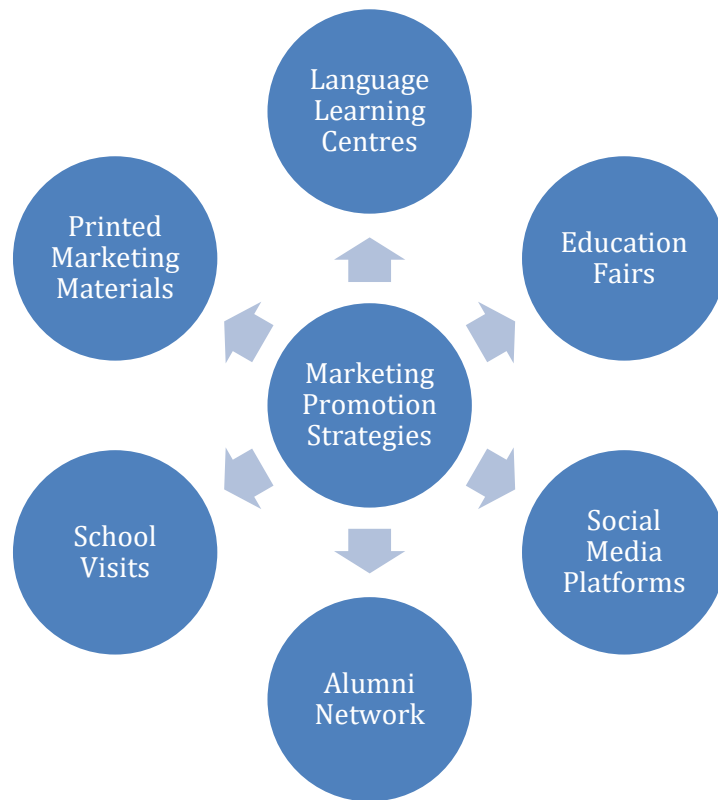 Language
Learning
Centres
Printed
Marketing
Materials
Education
Fairs
Marketing
Promotion
Strategies
School
Visits
Social
Media
Platforms
Alumni
Network